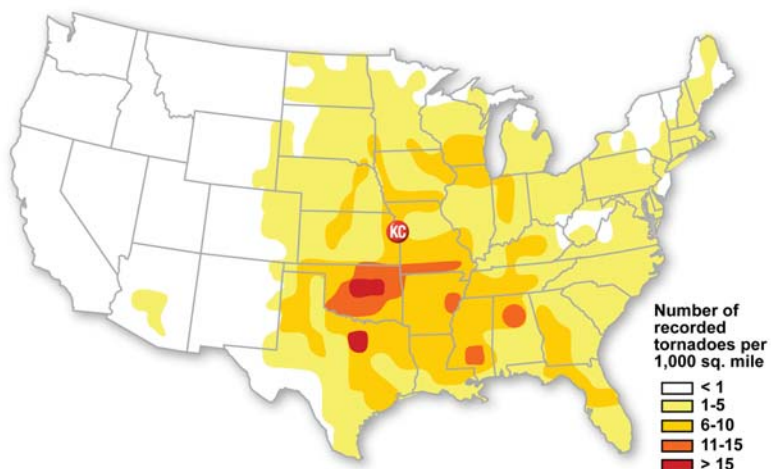 KC
Number of
recorded
tornadoes per
1,000 sq. mile
< 1
1-5
6-10
11-15
> 15